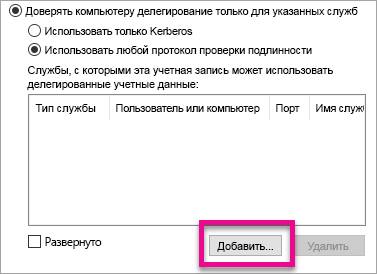 Доверять компьютеру делегирование только для указанных служб
Использовать только Kerberos
Использовать любой протокол проверки подлинности
Службы, с которыми эта учетная запись может использовать
делегированные учетные данные:
Тип службы Пользователь или компьютер Порт Имя служ
Развернуто Добавить... Удалить